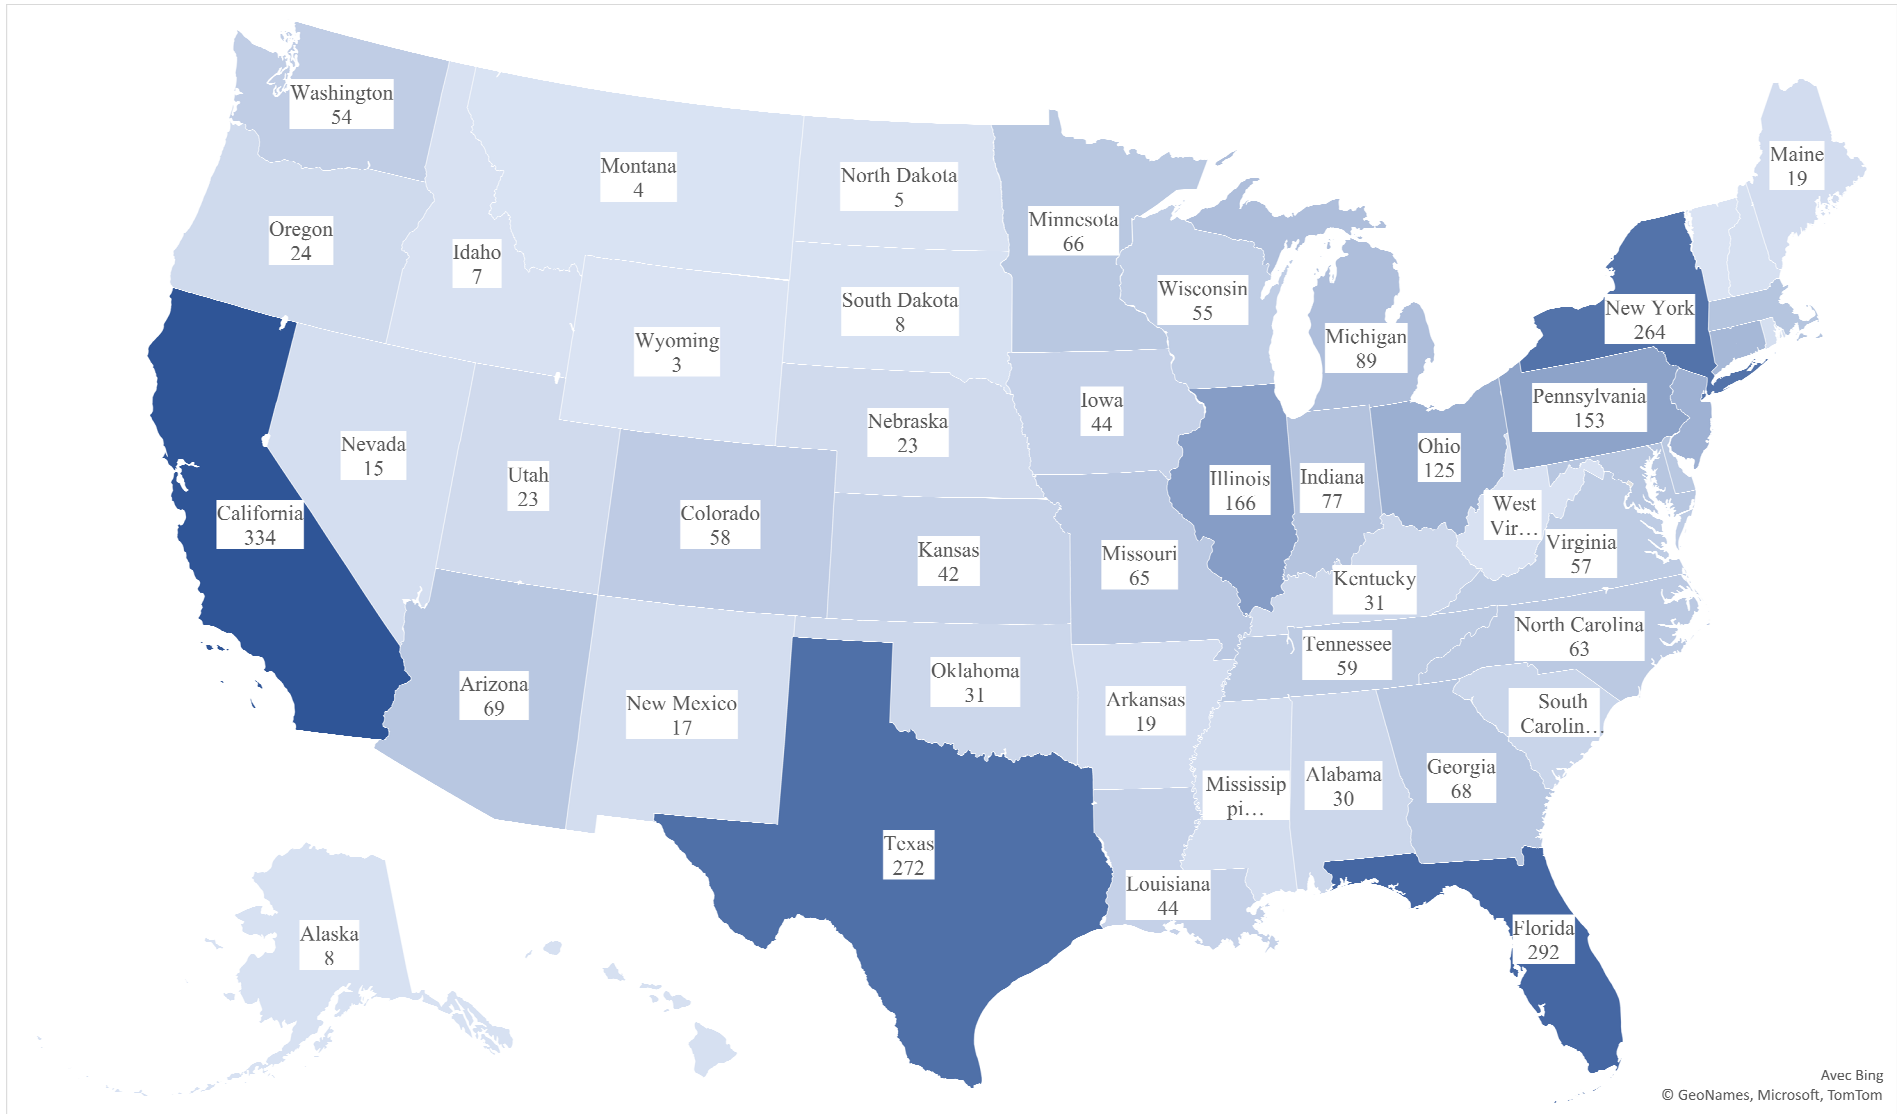 Washington
54
Montana
4
North Dakota
5
Minnesota
66
Maine
19
Oregon
24
Idaho
7
South Dakota
8
Wisconsin
55
New York
264
Michigan
89
Wyoming
3
Iowa
44
Pennsylvania
153
Nebraska
23
Nevada
15
Utah
23
Ohio
125
Illinois
166
Indiana
77
California
334
Colorado
58
West
Vir...
Virginia
57
Kansas
42
Missouri
65
Kentucky
31
North Carolina
63
Tennessee
59
Oklahoma
31
Arizona
69
New Mexico
17
Arkansas
19
South
Carolin...
Georgia
68
Alabama
30
Mississip
pi...
Texas
272
Louisiana
44
Florida
292
Alaska
8
Avec Bing
© GeoNames, Microsoft, TomTom